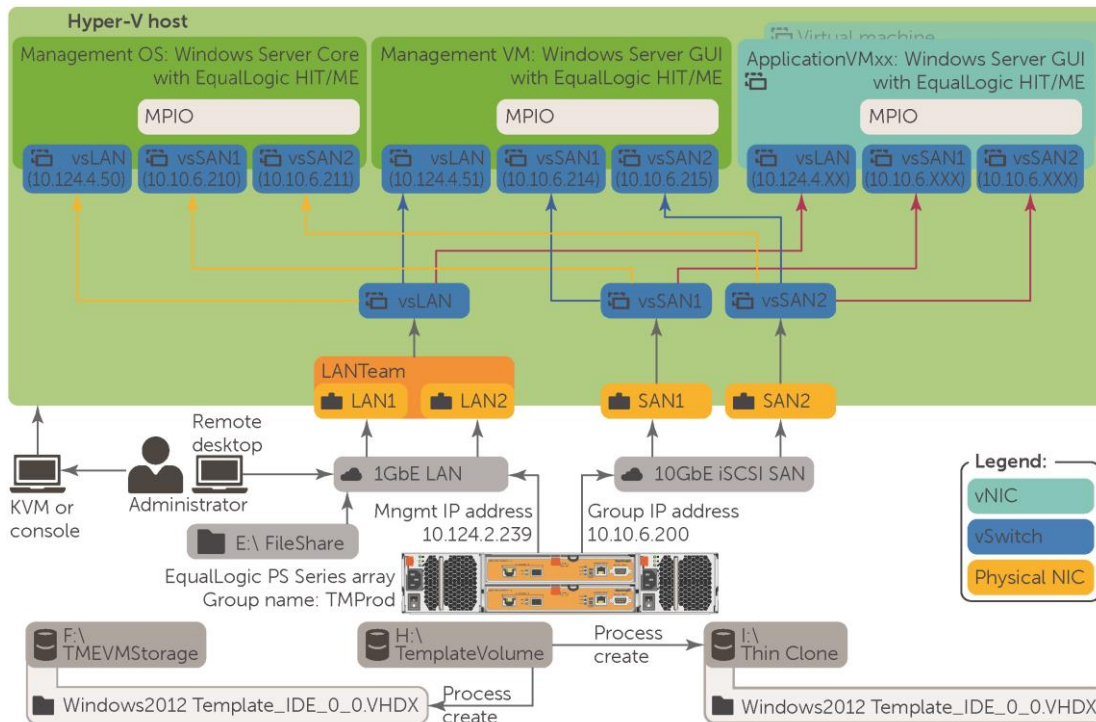 Hyper-V host
Virtual machine
Management OS: Windows Server Core
with EqualLogic HIT/ME
MPIO
vsLAN
(10.124.4.50)
vsSAN1
(10.10.6.210)
vsSAN2
(10.10.6.211)
Management VM: Windows Server GUI
with EqualLogic HIT/ME
MPIO
vsLAN
(10.124.4.51)
vsSAN1
(10.10.6.214)
vsSAN2
(10.10.6.215)
ApplicationVMxx: Windows Server GUI
with EqualLogic HIT/ME
MPIO
vsLAN
(10.124.4.XX)
vsSAN1
(10.10.6.XXX)
vsSAN2
(10.10.6.XXX)
vsLAN
vsSAN1
vsSAN2
LANTeam
LAN1
LAN2
SAN1
SAN2
Remote
desktop
1GbE LAN
10GbE iSCSI SAN
KVM or
console
Administrator
E:\ FileShare
Mngmt IP address
10.124.2.239
Group IP address
10.10.6.200
Legend:
vNIC
vSwitch
Physical NIC
EqualLogic PS Series array
Group name: TMProd
F:\
TMEVMStorage
H:\
TemplateVolume
Process
create
I:\
Thin Clone
Windows2012 Template_IDE_0_0.VHDX
Process
create
Windows2012 Template_IDE_0_0.VHDX